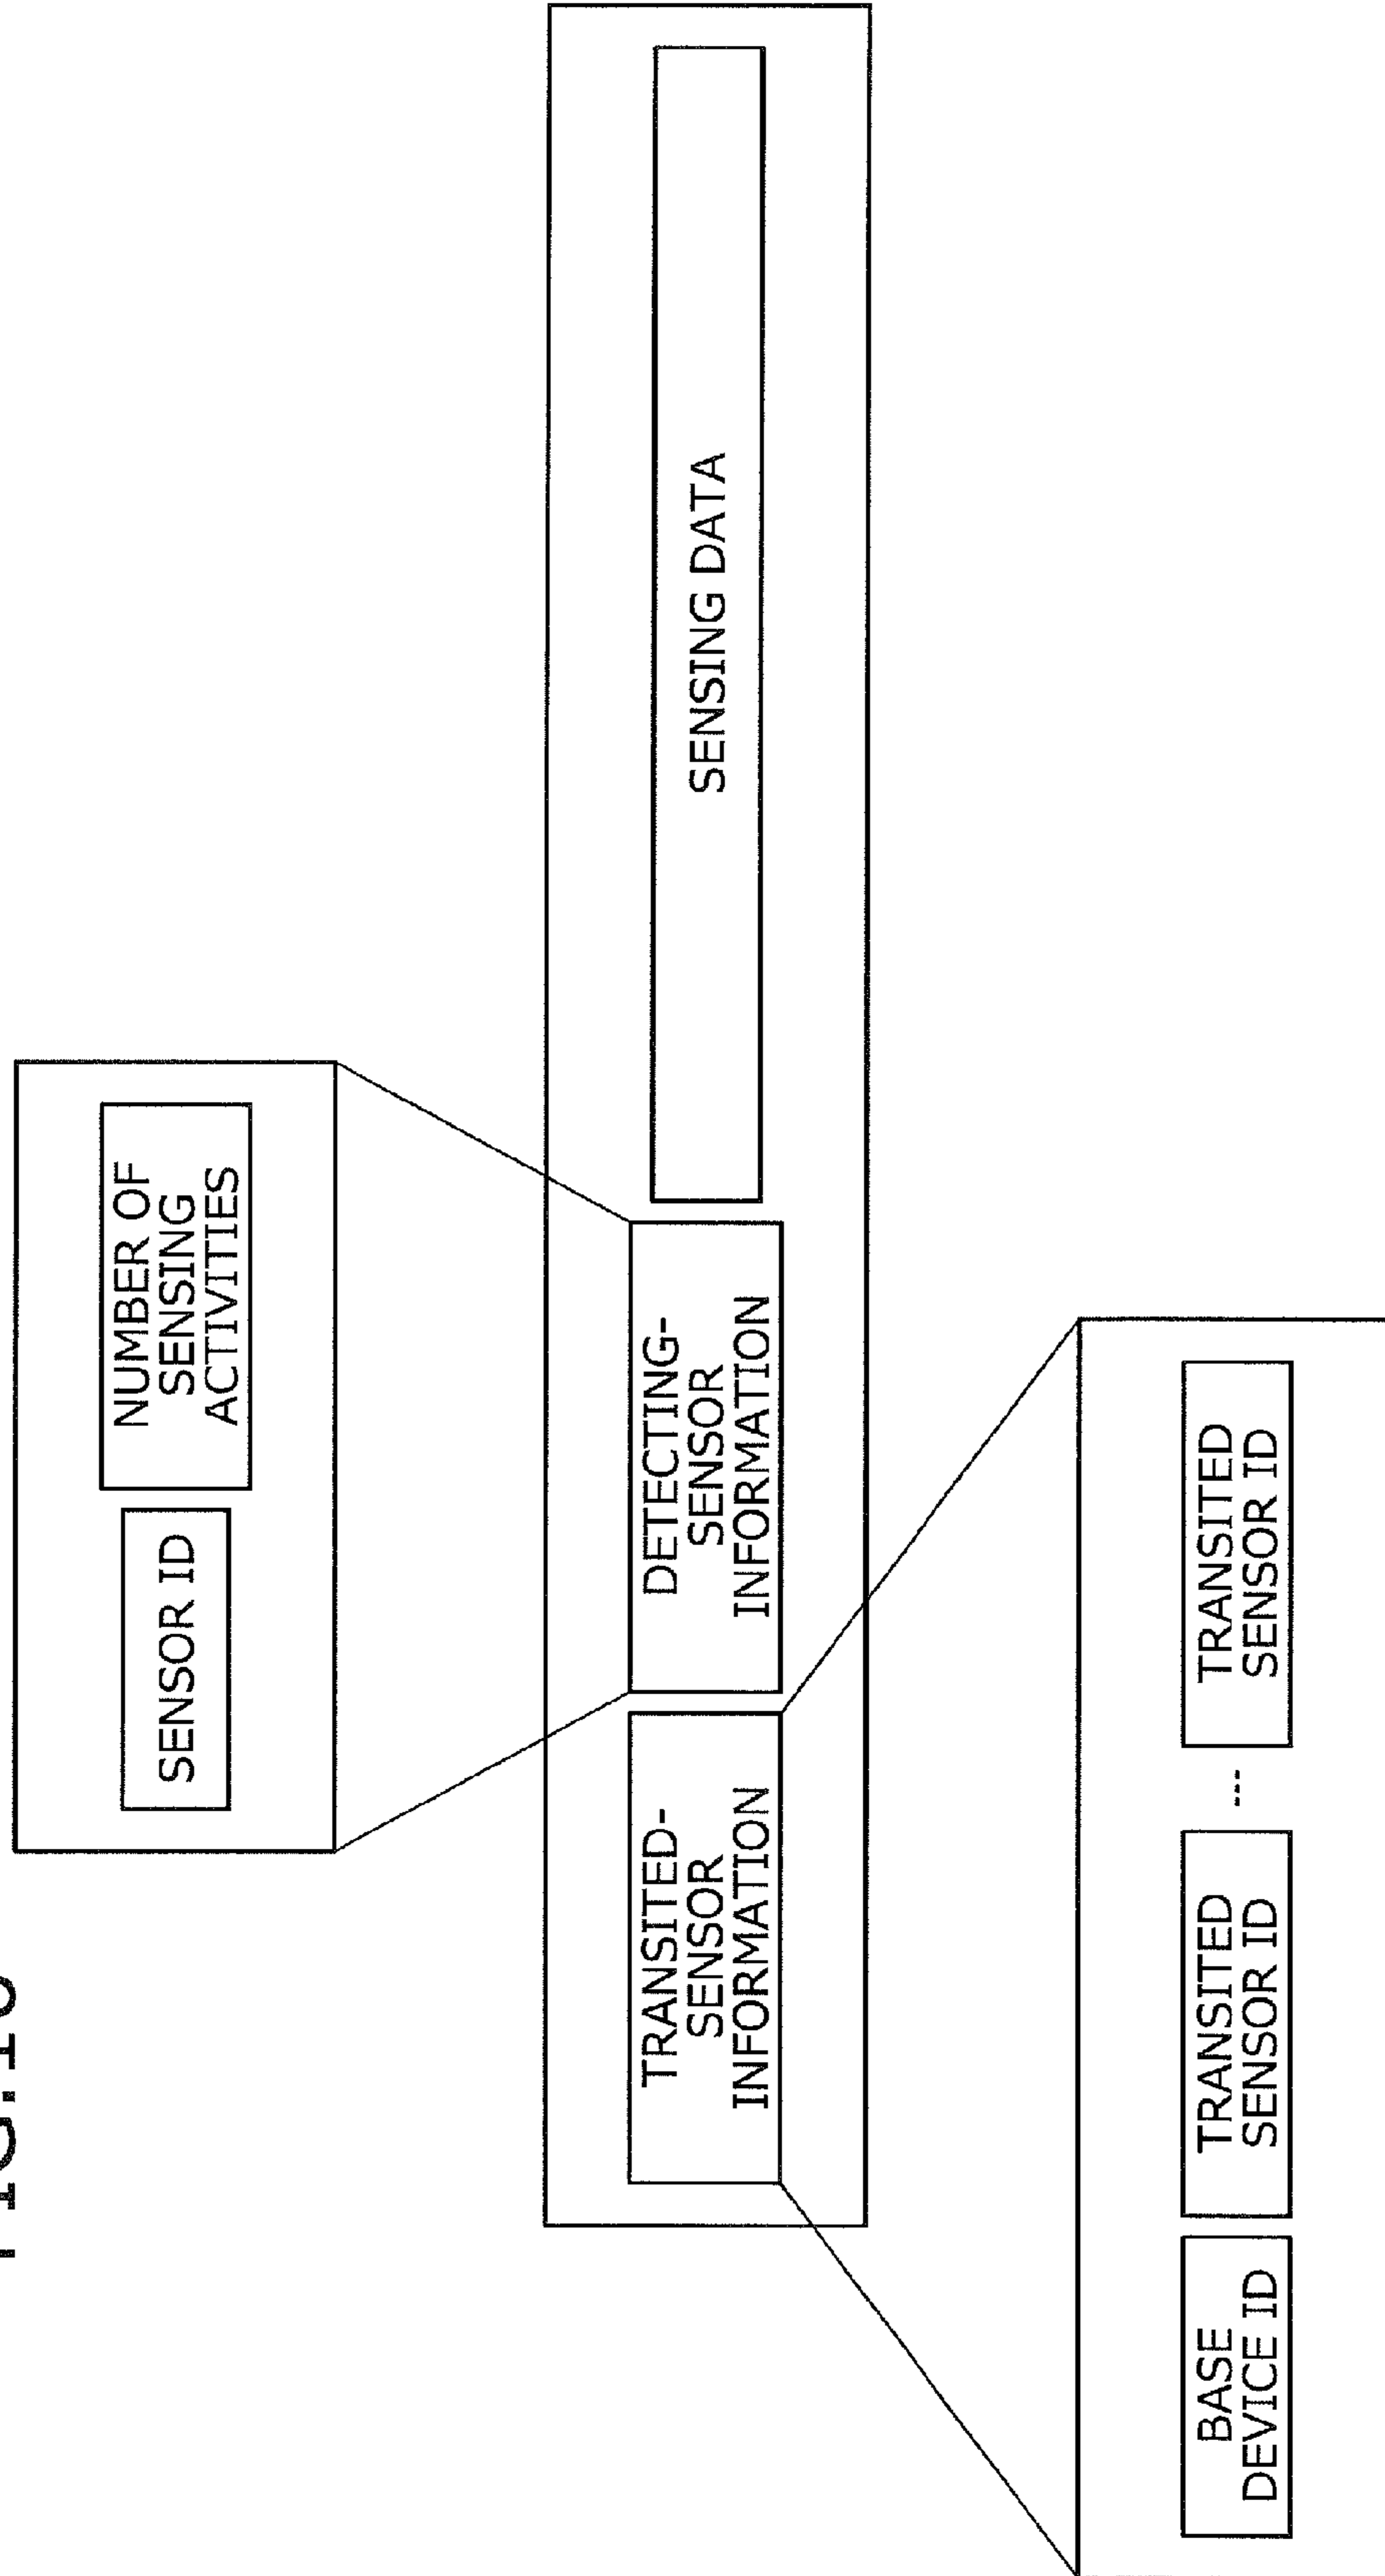 SENSOR ID
NUMBER OF
SENSING
ACTIVITIES
TRANSITED-
SENSOR
INFORMATION
DETECTING-
SENSOR
INFORMATION
SENSING DATA
BASE
DEVICE ID
TRANSITED
SENSOR ID
---
TRANSITED
SENSOR ID